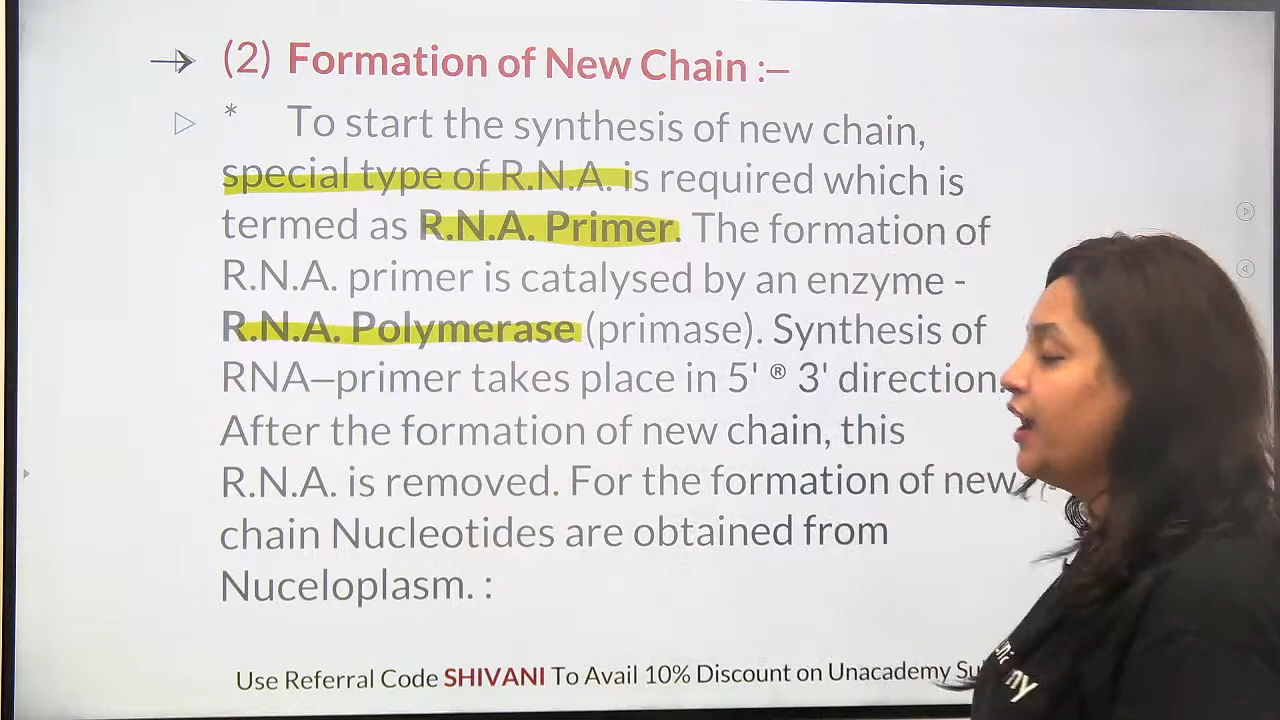 (2) Formation of New Chain :–
* To start the synthesis of new chain,
special type of R.N.A. is required which is
termed as R.N.A. Primer. The formation of
R.N.A. primer is catalysed by an enzyme -
R.N.A. Polymerase (primase). Synthesis of
RNA–primer takes place in 5' ® 3' direction.
After the formation of new chain, this
R.N.A. is removed. For the formation of new
chain Nucleotides are obtained from
Nuceloplasm. :
Use Referral Code SHIVANI To Avail 10% Discount on Unacademy